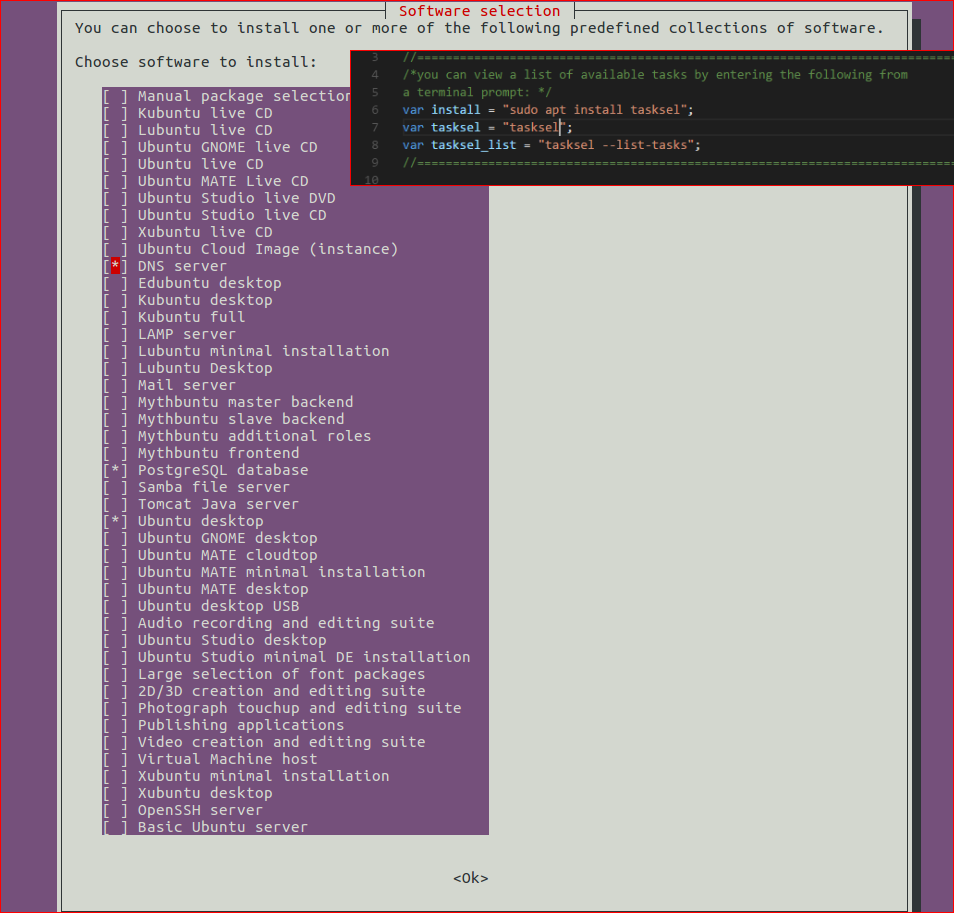 Software selection
You can choose to install one or more of the following predefined collections of software.
Choose software to install:
3 //======================================================================
4 /*you can view a list of available tasks by entering the following from
5 a terminal prompt: */
6 var install = "sudo apt install tasksel";
7 var tasksel = "tasksel";
8 var tasksel_list = "tasksel --list-tasks";
9 //======================================================================
10
[ ] Manual package selection
[ ] Kubuntu live CD
[ ] Lubuntu live CD
[ ] Ubuntu GNOME live CD
[ ] Ubuntu live CD
[ ] Ubuntu MATE Live CD
[ ] Ubuntu Studio live DVD
[ ] Ubuntu Studio live CD
[ ] Xubuntu live CD
[ ] Ubuntu Cloud Image (instance)
[*] DNS server
[ ] Edubuntu desktop
[ ] Kubuntu desktop
[ ] Kubuntu full
[ ] LAMP server
[ ] Lubuntu minimal installation
[ ] Lubuntu Desktop
[ ] Mail server
[ ] Mythbuntu master backend
[ ] Mythbuntu slave backend
[ ] Mythbuntu additional roles
[ ] Mythbuntu frontend
[*] PostgreSQL database
[ ] Samba file server
[ ] Tomcat Java server
[*] Ubuntu desktop
[ ] Ubuntu GNOME desktop
[ ] Ubuntu MATE cloudtop
[ ] Ubuntu MATE minimal installation
[ ] Ubuntu MATE desktop
[ ] Ubuntu desktop USB
[ ] Audio recording and editing suite
[ ] Ubuntu Studio desktop
[ ] Ubuntu Studio minimal DE installation
[ ] Large selection of font packages
[ ] 2D/3D creation and editing suite
[ ] Photograph touchup and editing suite
[ ] Publishing applications
[ ] Video creation and editing suite
[ ] Virtual Machine host
[ ] Xubuntu minimal installation
[ ] Xubuntu desktop
[ ] OpenSSH server
[ ] Basic Ubuntu server
<Ok>